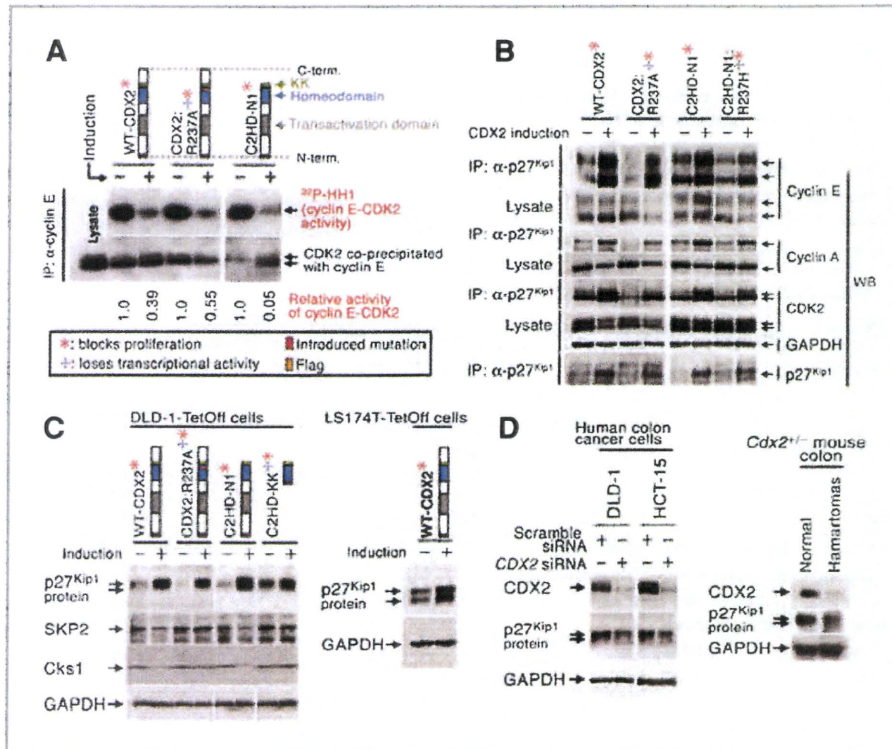 A
C-term.
KK
Homeodomain
Transactivation domain
N-term.
Induction
WT-CDX2*
CDX2:
R237A+*
C2HD-N1*
- + - + - +
IP: α-cyclin E
Lysate
32P-HH1
(cyclin E-CDK2
activity)
CDK2 co-precipitated
with cyclin E
1.0 0.39 1.0 0.55 1.0 0.05
Relative activity
of cyclin E-CDK2
*: blocks proliferation
Introduced mutation
+: loses transcriptional activity
Flag
B
WT-CDX2*
CDX2:
R237A+*
C2HD-N1*
C2HD-N1:
R237H+*
CDX2 induction
- + - + - + - +
IP: α-p27Kip1
Lysate
Cyclin E
IP: α-p27Kip1
Lysate
Cyclin A
IP: α-p27Kip1
Lysate
CDK2
GAPDH
IP: α-p27Kip1
p27Kip1
WB
C
DLD-1-TetOff cells
WT-CDX2*
CDX2:R237A+*
C2HD-N1*
C2HD-KK+*
Induction - + - + - + - +
p27Kip1
protein
SKP2
Cks1
GAPDH
LS174T-TetOff cells
WT-CDX2*
Induction - +
p27Kip1
protein
GAPDH
D
Human colon
cancer cells
DLD-1
HCT-15
Scramble
siRNA
+ - + -
CDX2 siRNA
- + - +
CDX2
p27Kip1
protein
GAPDH
Cdx2+/- mouse
colon
Normal
Hamartomas
CDX2
p27Kip1
protein
GAPDH